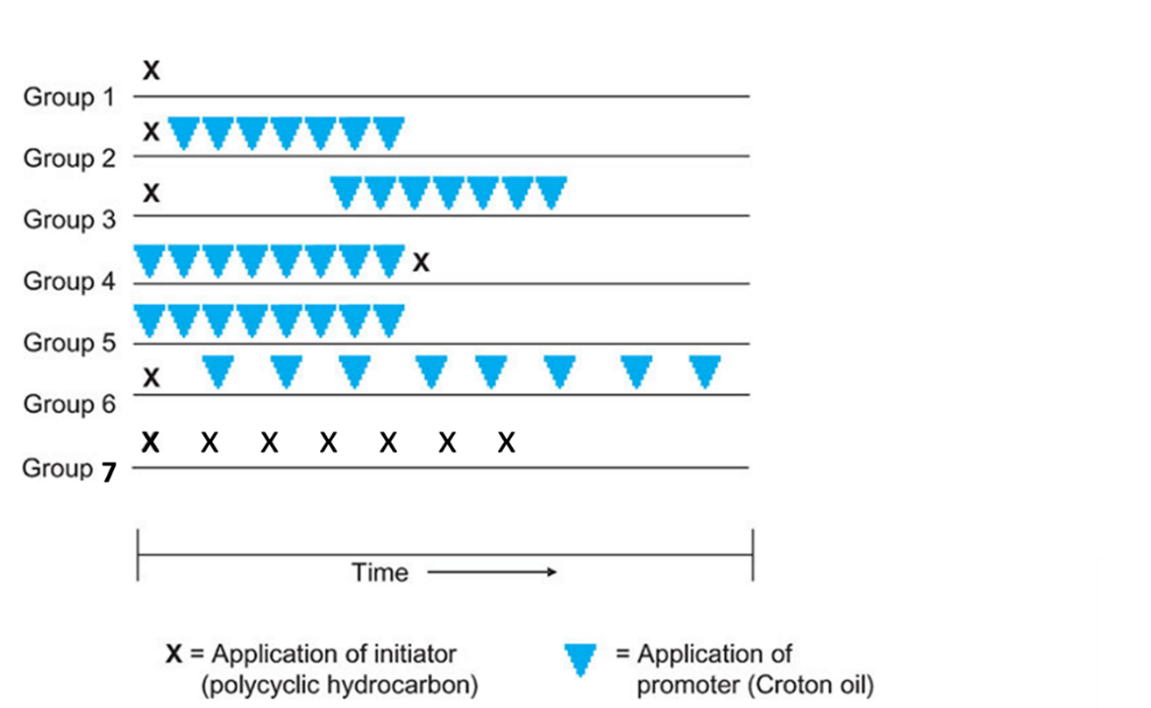 X
Group 1
X
Group 2
X
Group 3
X
Group 4
Group 5
X
Group 6
X X X X X X X
Group 7
Time
X = Application of initiator
(polycyclic hydrocarbon)
= Application of
promoter (Croton oil)